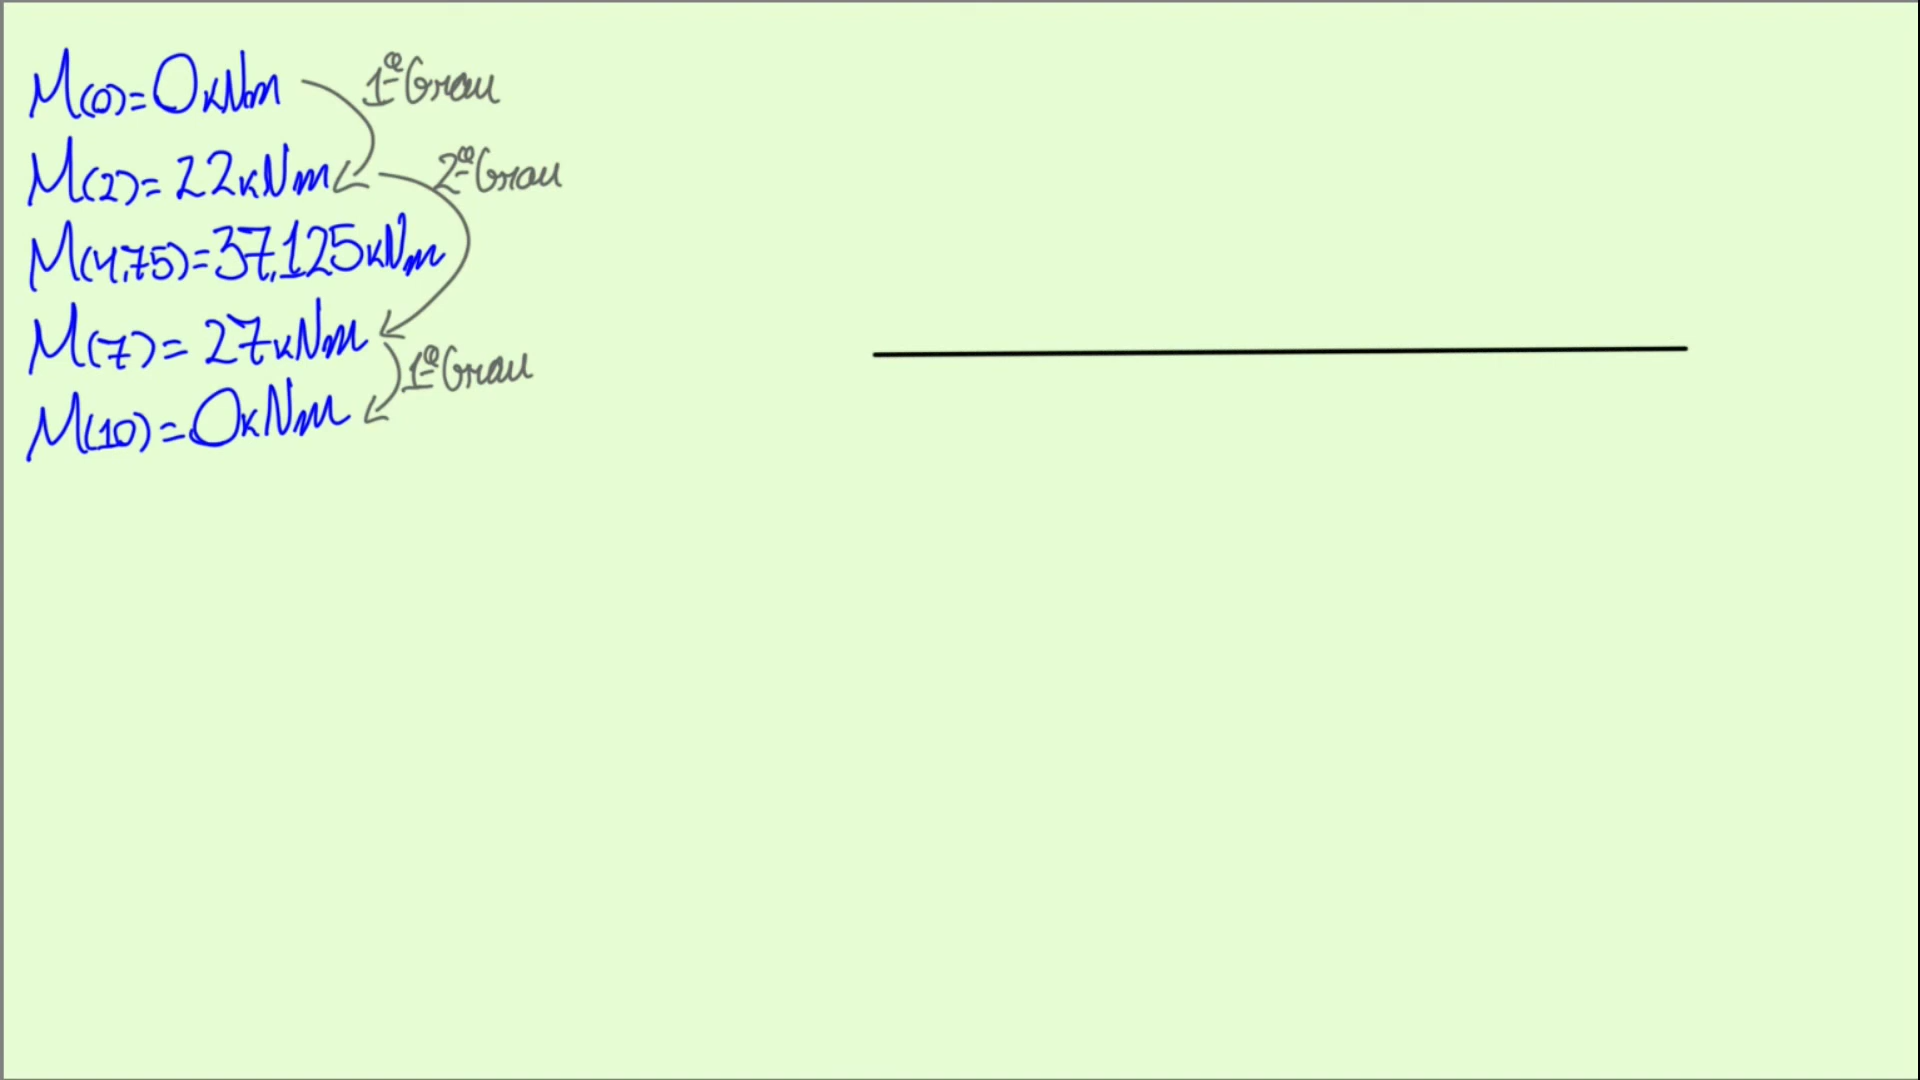 M(0)=0kNm 1º Grau
M(2)=22kNm 2º Grau
M(4,75)=37,125kNm
M(7)=27kNm
1º Grau
M(10)=0kNm